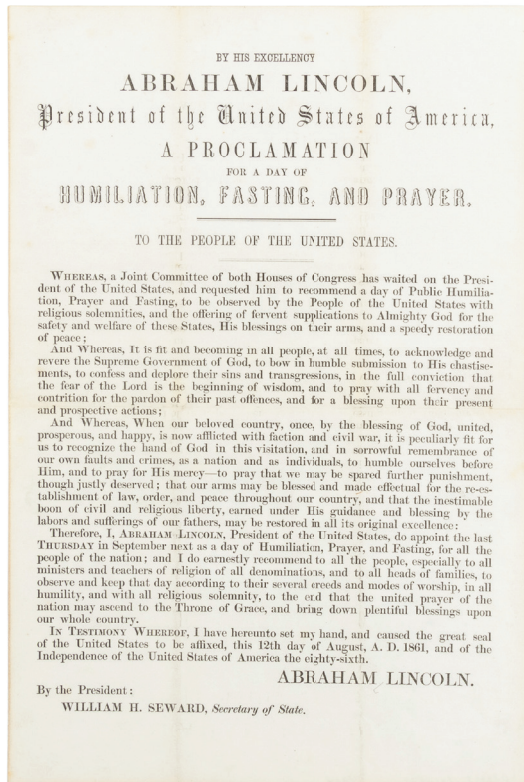 BY HIS EXCELLENCY
ABRAHAM LINCOLN,
President of the United States of America,
A PROCLAMATION
FOR A DAY OF
HUMILIATION, FASTING, AND PRAYER.
TO THE PEOPLE OF THE UNITED STATES.
WHEREAS, a Joint Committee of both Houses of Congress has waited on the Presi-
dent of the United States, and requested him to recommend a day of Public Humilia-
tion, Prayer and Fasting, to be observed by the People of the United States with
religious solemnities, and the offering of fervent supplications to Almighty God for the
safety and welfare of these States, His blessings on their arms, and a speedy restoration
of peace;
And Whereas, It is fit and becoming in all people, at all times, to acknowledge and
revere the Supreme Government of God, to bow in humble submission to His chastise-
ments, to confess and deplore their sins and transgressions, in the full conviction that
the fear of the Lord is the beginning of wisdom, and to pray with all fervency and
contrition for the pardon of their past offences, and for a blessing upon their present
and prospective actions;
And Whereas, When our beloved country, once, by the blessing of God, united,
prosperous, and happy, is now afflicted with faction and civil war, it is peculiarly fit for
us to recognize the hand of God in this visitation, and in sorrowful remembrance of
our own faults and crimes, as a nation and as individuals, to humble ourselves before
Him, and to pray for His mercy—to pray that we may be spared further punishment,
though justly deserved; that our arms may be blessed and made effectual for the re-es-
tablishment of law, order, and peace throughout our country, and that the inestimable
boon of civil and religious liberty, earned under His guidance and blessing by the
labors and sufferings of our fathers, may be restored in all its original excellence:
Therefore, I, ABRAHAM LINCOLN, President of the United States, do appoint the last
THURSDAY in September next as a day of Humiliation, Prayer, and Fasting, for all the
people of the nation; and I do earnestly recommend to all the people, especially to all
ministers and teachers of religion of all denominations, and to all heads of families, to
observe and keep that day according to their several creeds and modes of worship, in all
humility, and with all religious solemnity, to the end that the united prayer of the
nation may ascend to the Throne of Grace, and bring down plentiful blessings upon
our whole country.
IN TESTIMONY WHEREOF, I have hereunto set my hand, and caused the great seal
of the United States to be affixed, this 12th day of August, A. D. 1861, and of the
Independence of the United States of America the eighty-sixth.
ABRAHAM LINCOLN.
By the President:
WILLIAM H. SEWARD, Secretary of State.